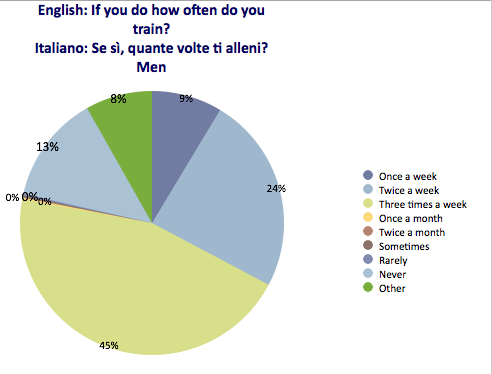 English: If you do how often do you
train?
Italiano: Se sì, quante volte ti alleni?
Men
8%
9%
13%
24%
0%
0%
0%
45%
Once a week
Twice a week
Three times a week
Once a month
Twice a month
Sometimes
Rarely
Never
Other